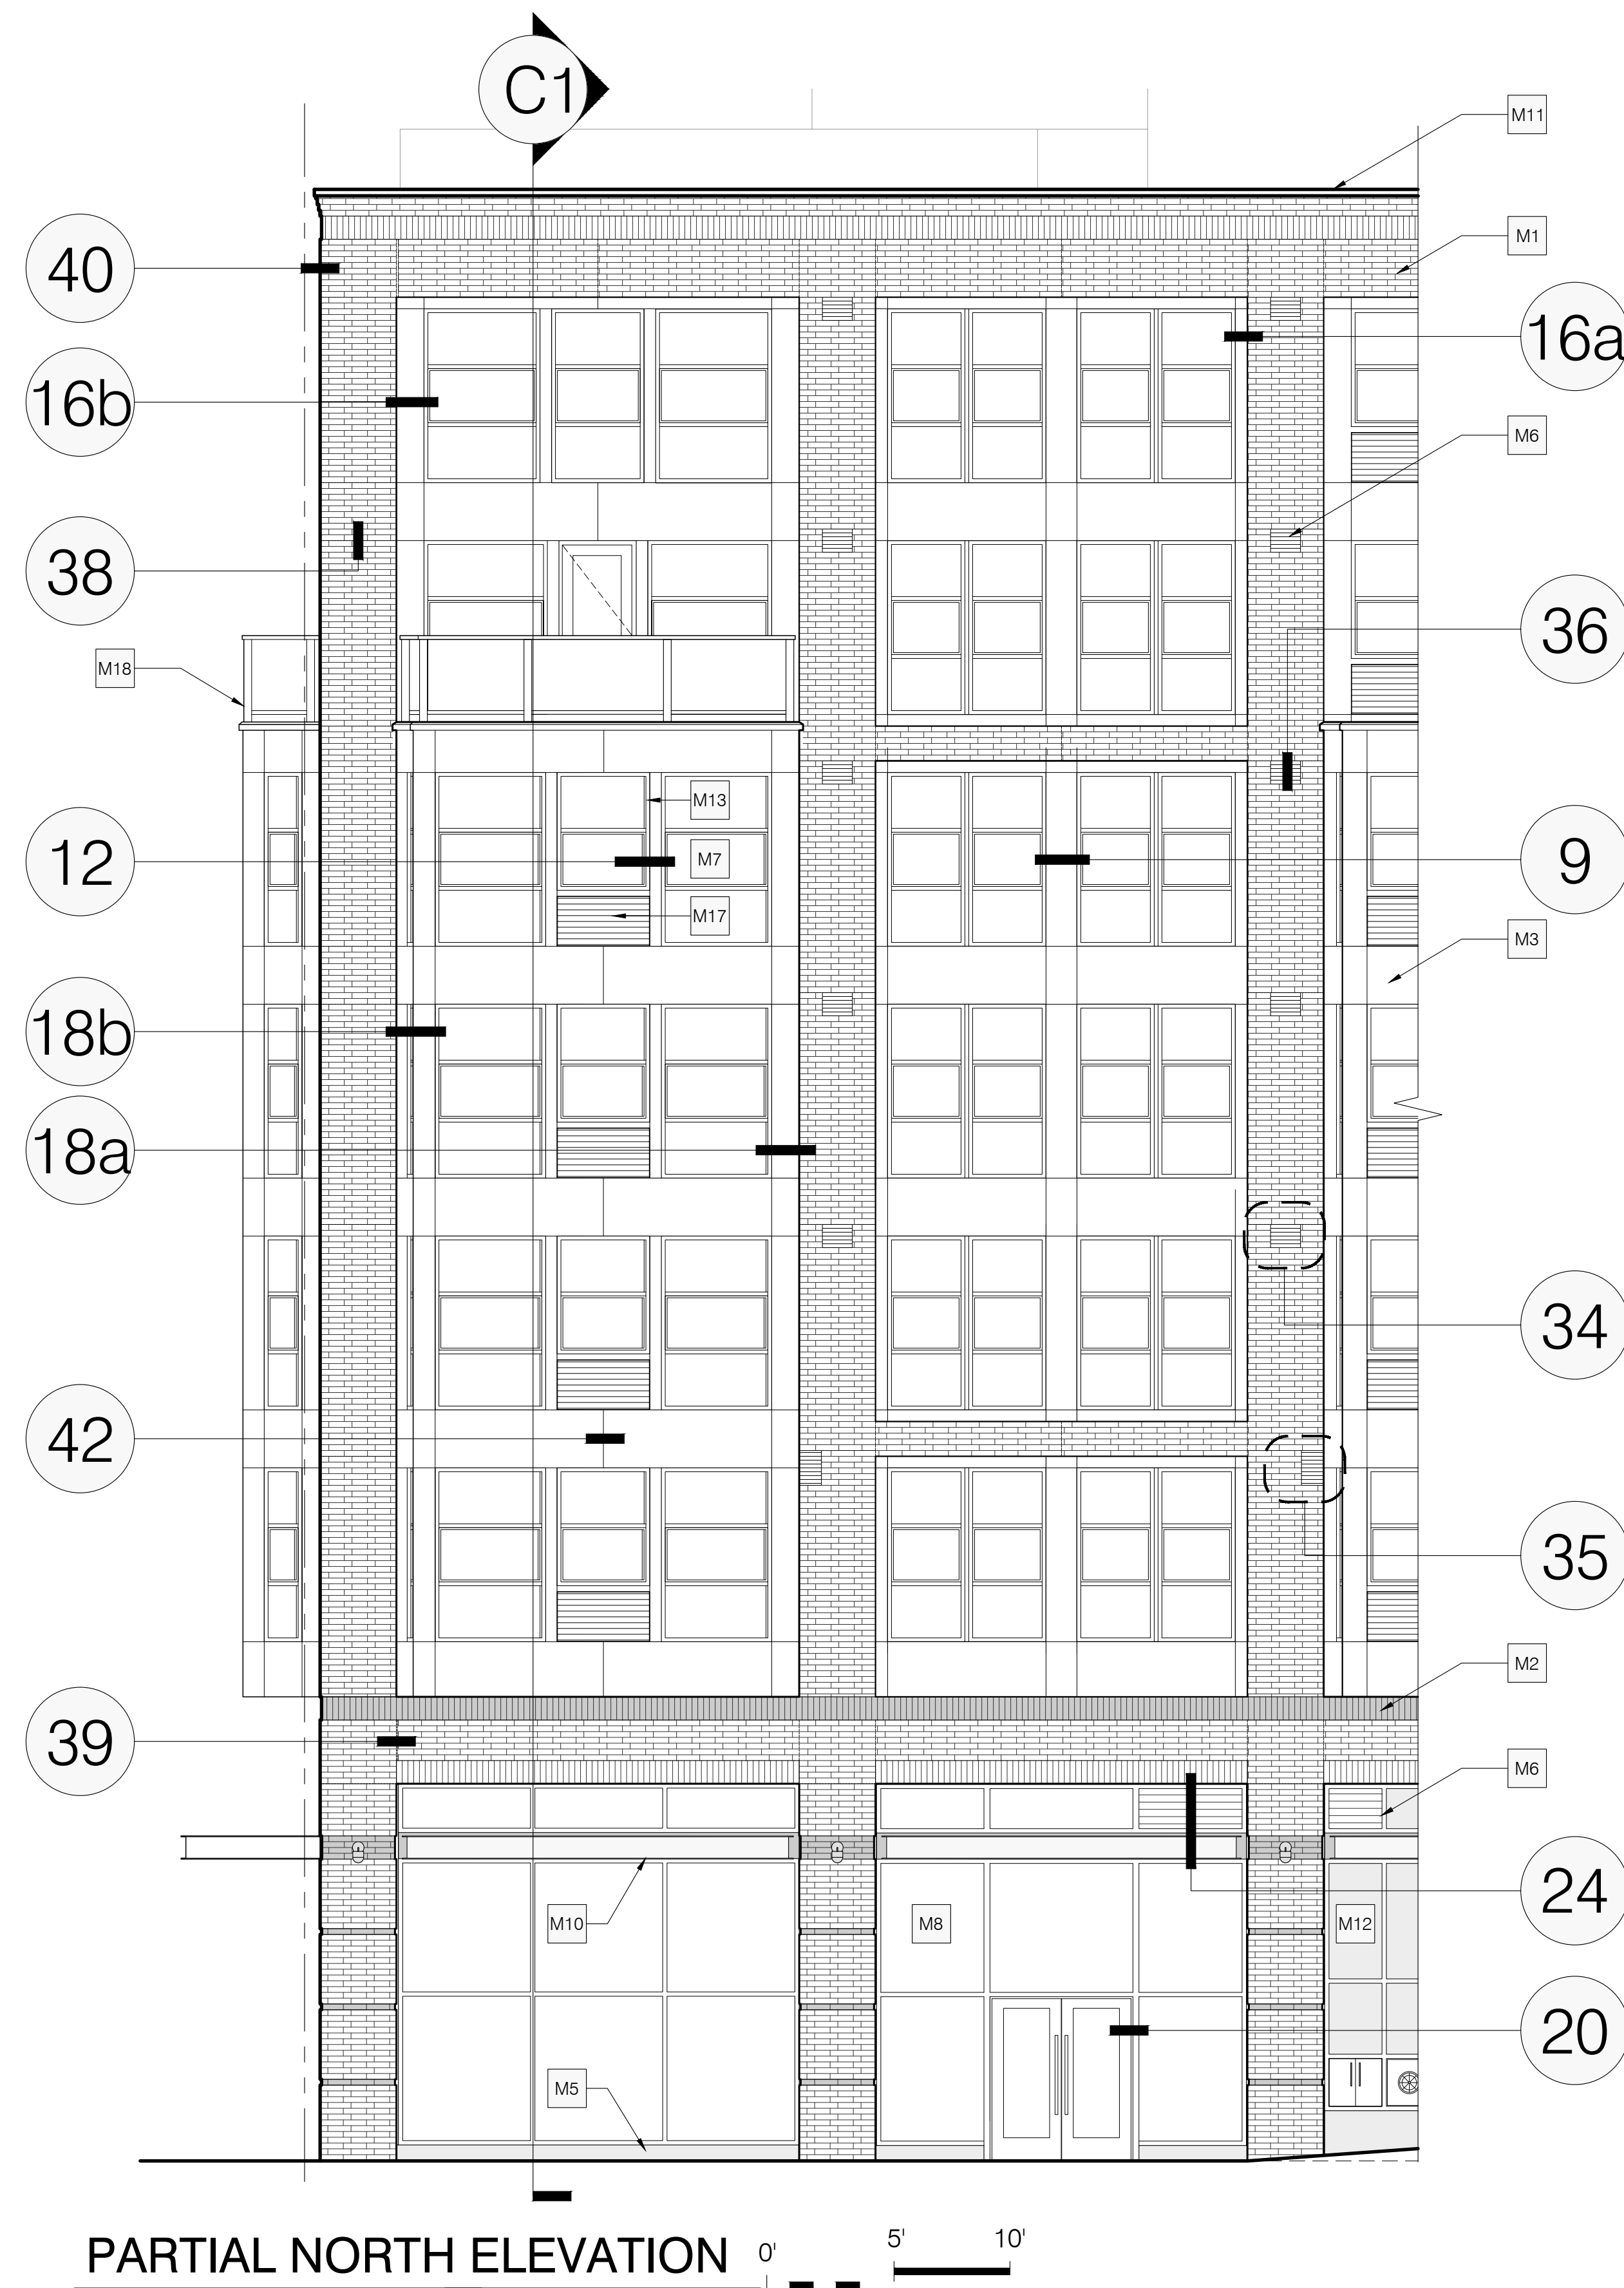 C1
M11
M1
40
16a
16b
M6
38
36
M18
M13
12
M7
9
M17
M3
18b
18a
34
42
35
M2
39
M6
24
M10
M8
M12
20
M5
PARTIAL NORTH ELEVATION
0' 5' 10'